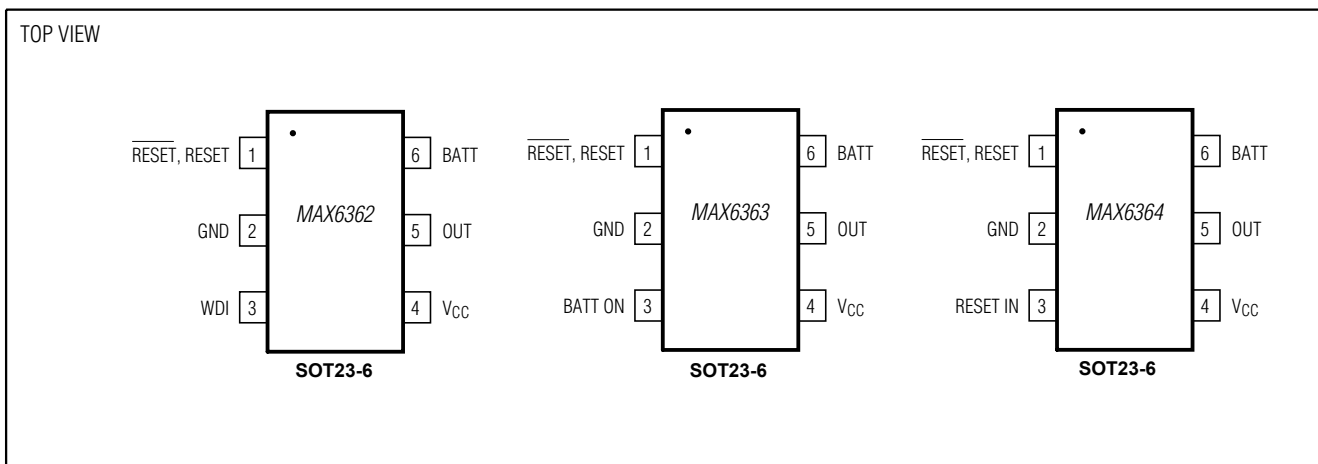 TOP VIEW
RESET, RESET 1 6 BATT
MAX6362
GND 2 5 OUT
WDI 3 4 VCC
SOT23-6
RESET, RESET 1 6 BATT
MAX6363
GND 2 5 OUT
BATT ON 3 4 VCC
SOT23-6
RESET, RESET 1 6 BATT
MAX6364
GND 2 5 OUT
RESET IN 3 4 VCC
SOT23-6